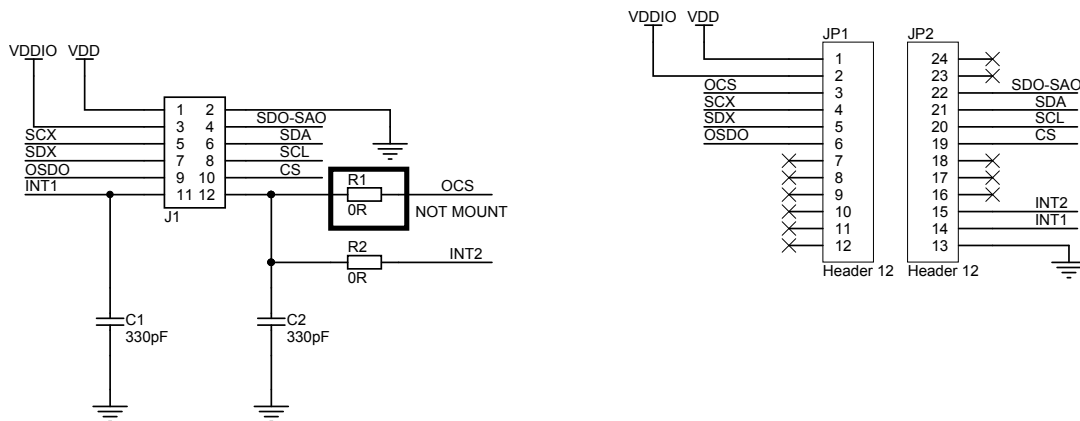 VDDIO VDD
1 2
3 4 SDO-SAO
SCX 5 6 SDA
SDX 7 8 SCL
OSDO 9 10 CS
INT1 11 12 R1 OCS
J1 0R NOT MOUNT
R2 INT2
0R
C1 C2
330pF 330pF
VDDIO VDD
JP1 JP2
1 24
2 23
OCS 3 22 SDO-SAO
SCX 4 21 SDA
SDX 5 20 SCL
OSDO 6 19 CS
7 18
8 17
9 16
10 15 INT2
11 14 INT1
12 13
Header 12 Header 12